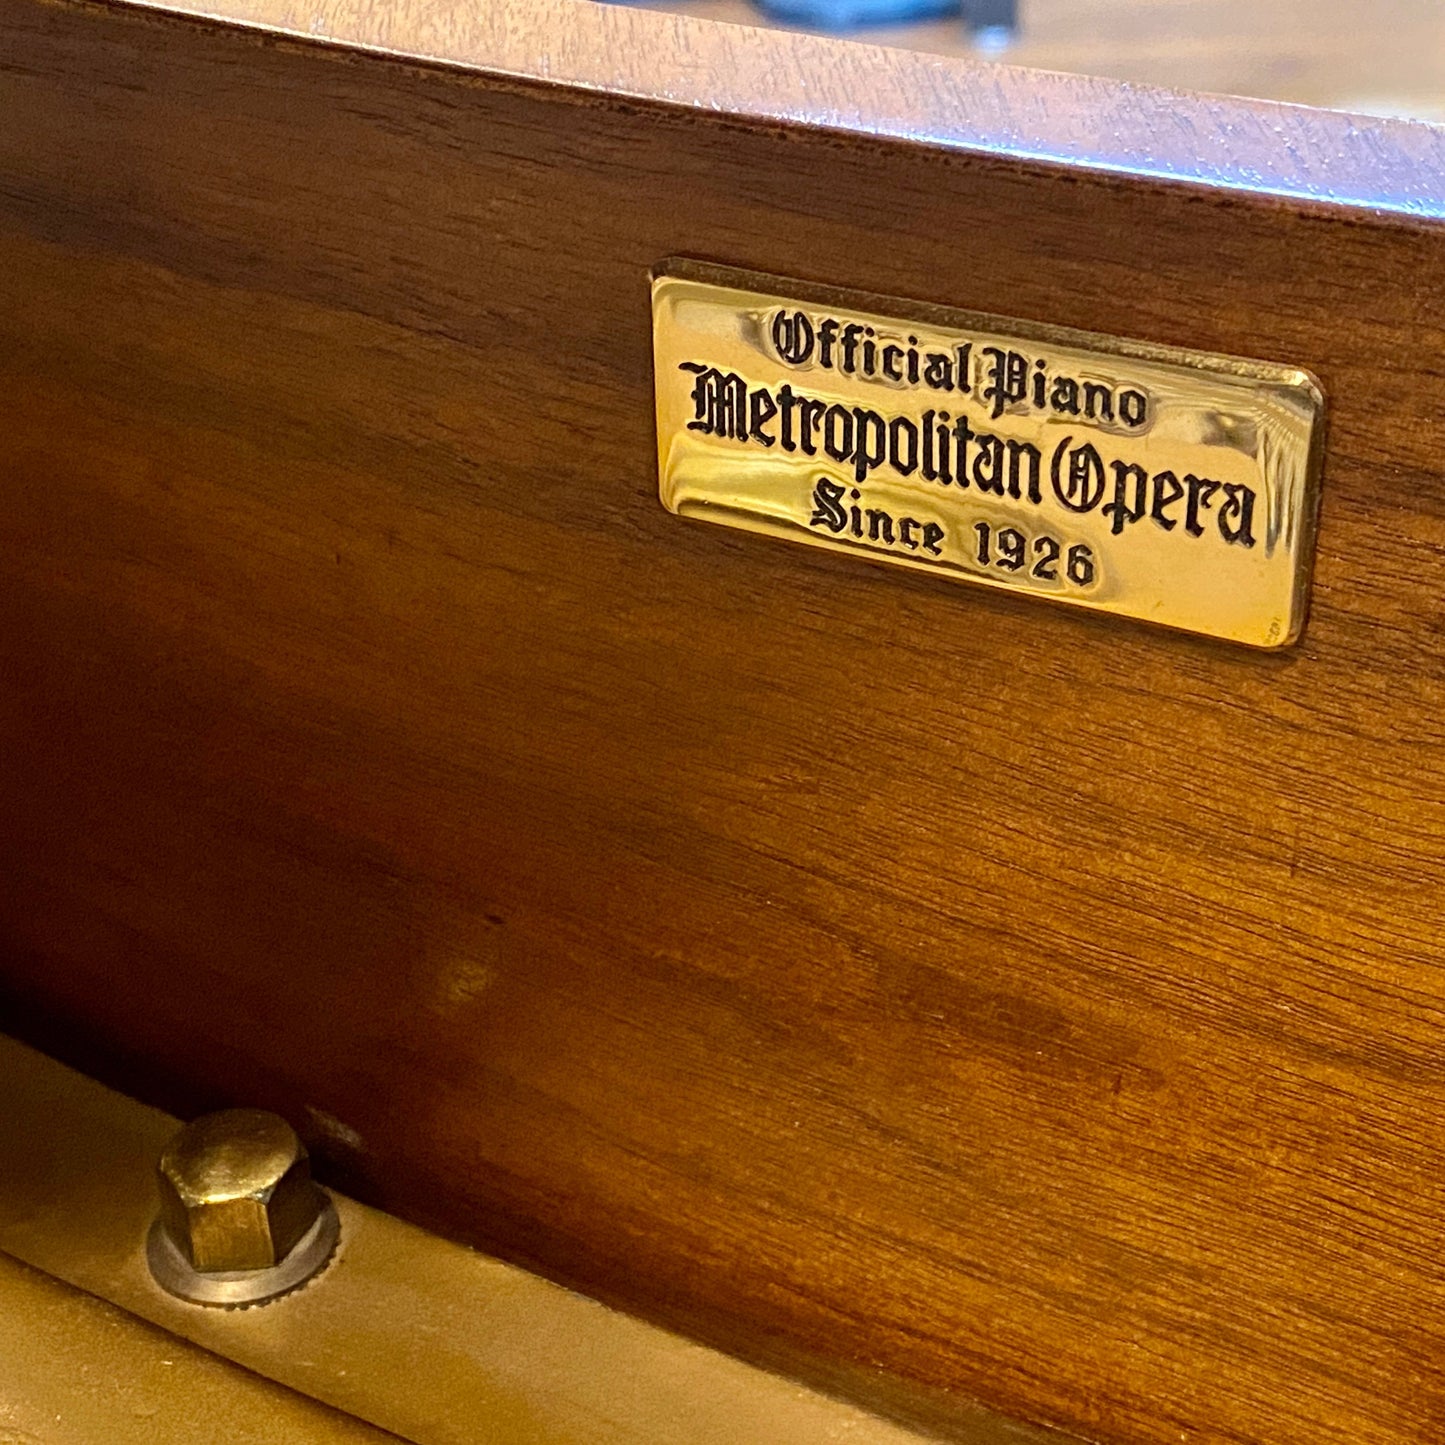 Official Piano
Metropolitan Opera
Since 1926